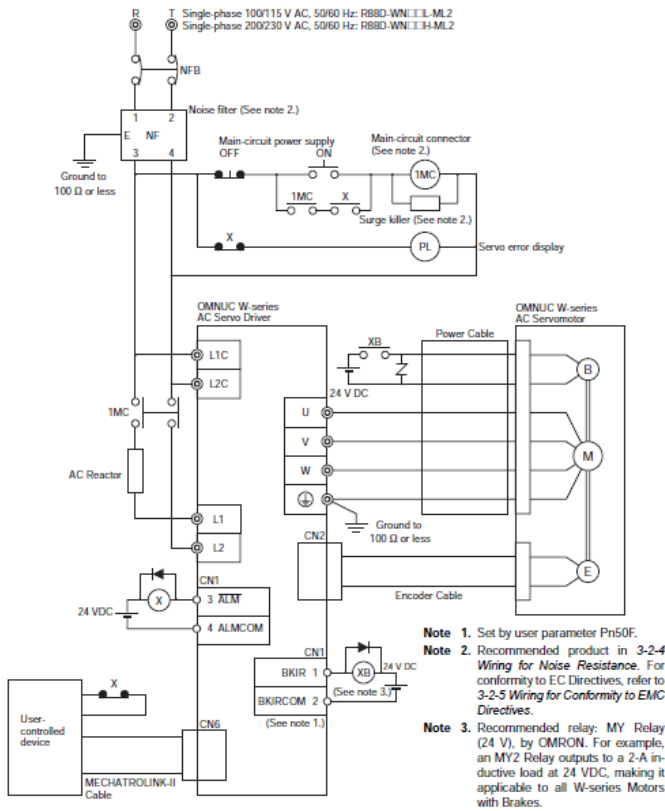 R T Single-phase 100/115 V AC, 50/60 Hz: R88D-WN□□L-ML2
Single-phase 200/230 V AC, 50/60 Hz: R88D-WN□□H-ML2
NFB
Noise filter (See note 2.)
1 2
E NF
3 4
Ground to
100 Ω or less
Main-circuit power supply
OFF ON
Main-circuit connector
(See note 2.)
1MC
1MC X
Surge killer (See note 2.)
X
PL
Servo error display
OMNUC W-series
AC Servo Driver
OMNUC W-series
AC Servomotor
XB
Power Cable
L1C
L2C
24 V DC
B
1MC
U
V
W
M
AC Reactor
L1
L2
Ground to
100 Ω or less
CN2
E
Encoder Cable
CN1
X
3 ALM
24 VDC
4 ALMCOM
CN1
BKIR 1
XB
24 V DC
(See note 3.)
BKIRCOM 2
(See note 1.)
X
User-
controlled
device
CN6
MECHATROLINK-II
Cable
Note 1. Set by user parameter Pn50F.
Note 2. Recommended product in 3-2-4
Wiring for Noise Resistance. For
conformity to EC Directives, refer to
3-2-5 Wiring for Conformity to EMC
Directives.
Note 3. Recommended relay: MY Relay
(24 V), by OMRON. For example,
an MY2 Relay outputs to a 2-A in-
ductive load at 24 VDC, making it
applicable to all W-series Motors
with Brakes.